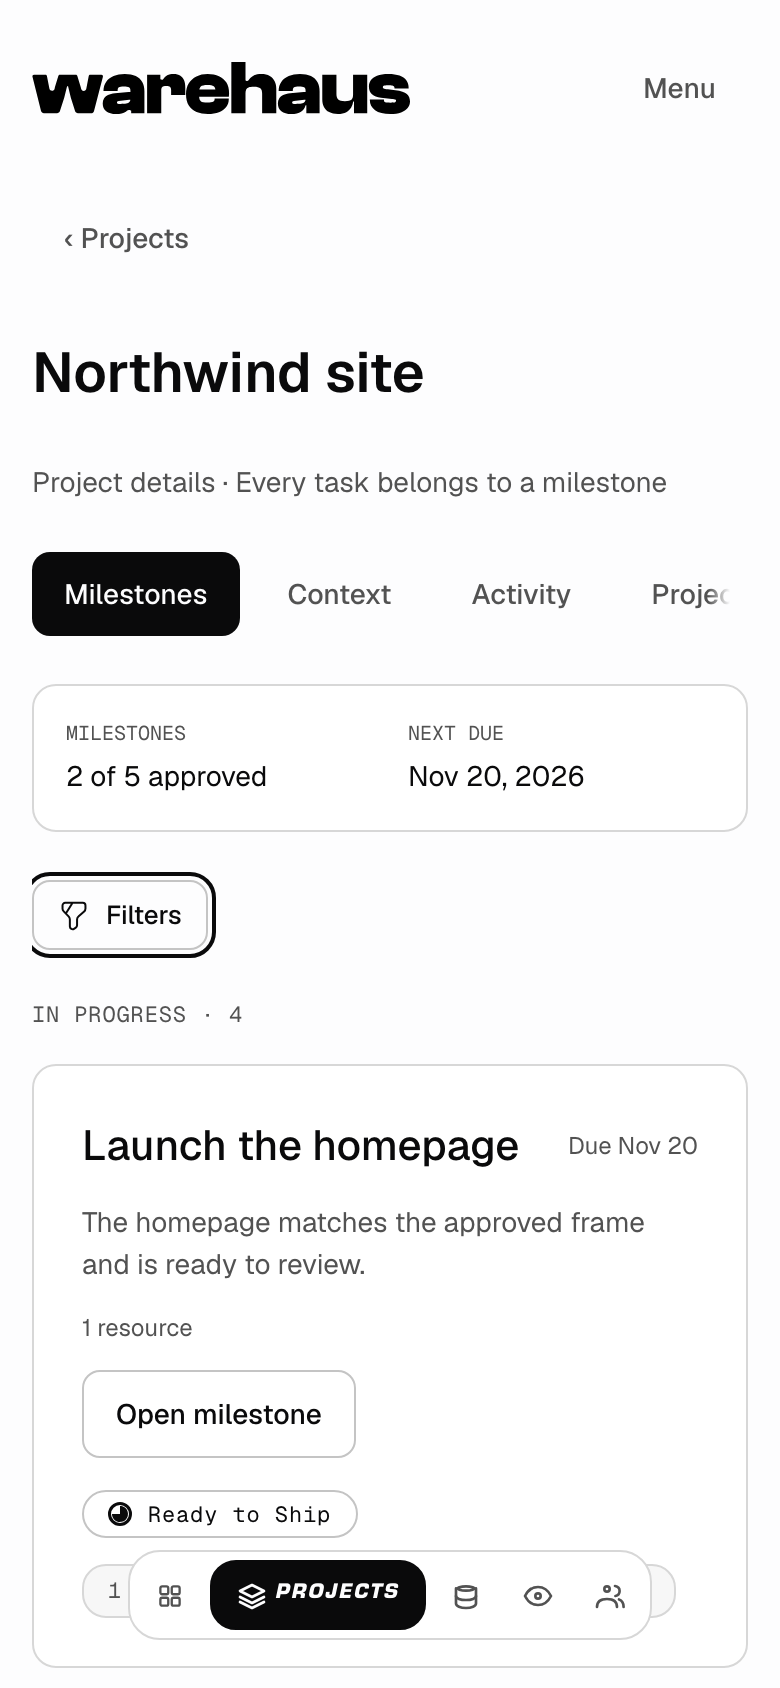 warehaus
Menu
‹ Projects
Northwind site
Project details · Every task belongs to a milestone
Milestones
Context
Activity
MILESTONES
2 of 5 approved
NEXT DUE
Nov 20, 2026
Filters
IN PROGRESS · 4
Launch the homepage
Due Nov 20
The homepage matches the approved frame
and is ready to review.
1 resource
Open milestone
Ready to Ship
1
PROJECTS